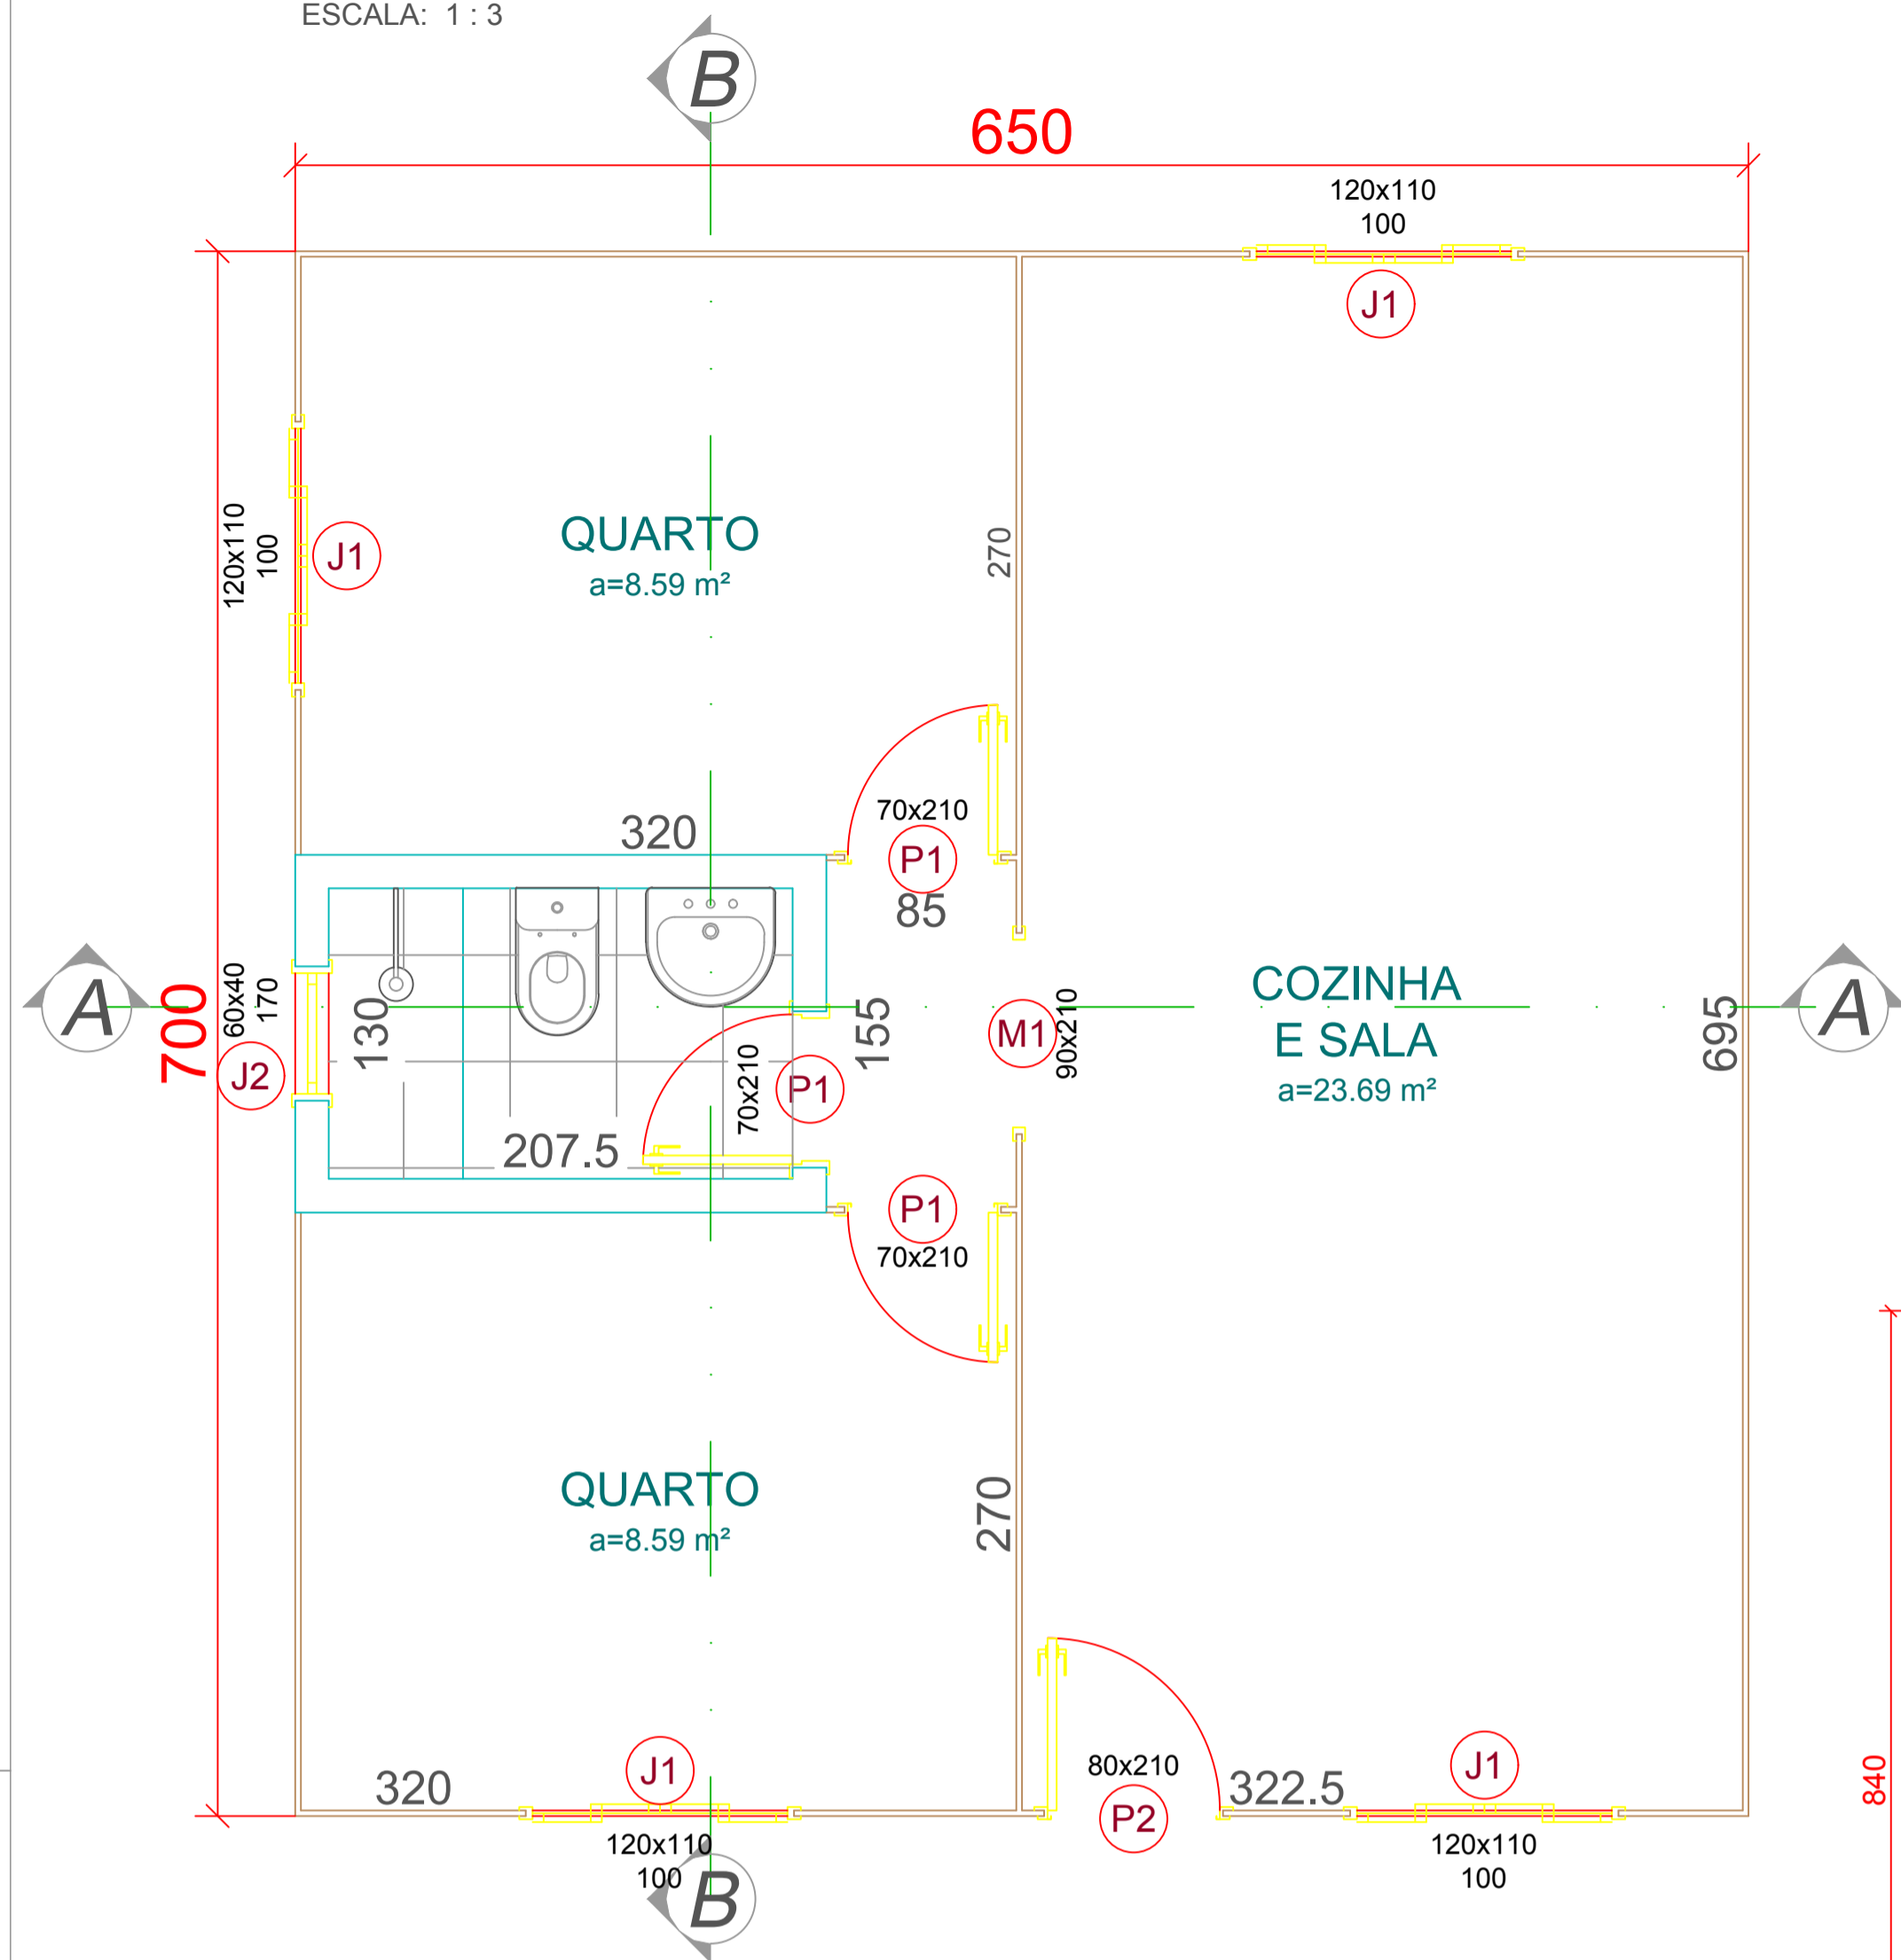 ESCALA: 1 : 3
B
650
120x110
100
J1
120x110
100
J1
QUARTO
a=8.59 m²
270
70x210
P1
320
85
A
700
60x40
170
J2
130
207.5
70x210
P1
155
M1
90x210
COZINHA
E SALA
a=23.69 m²
695
A
P1
70x210
QUARTO
a=8.59 m²
270
320
J1
120x110
100
80x210
P2
322.5
J1
120x110
100
840
B